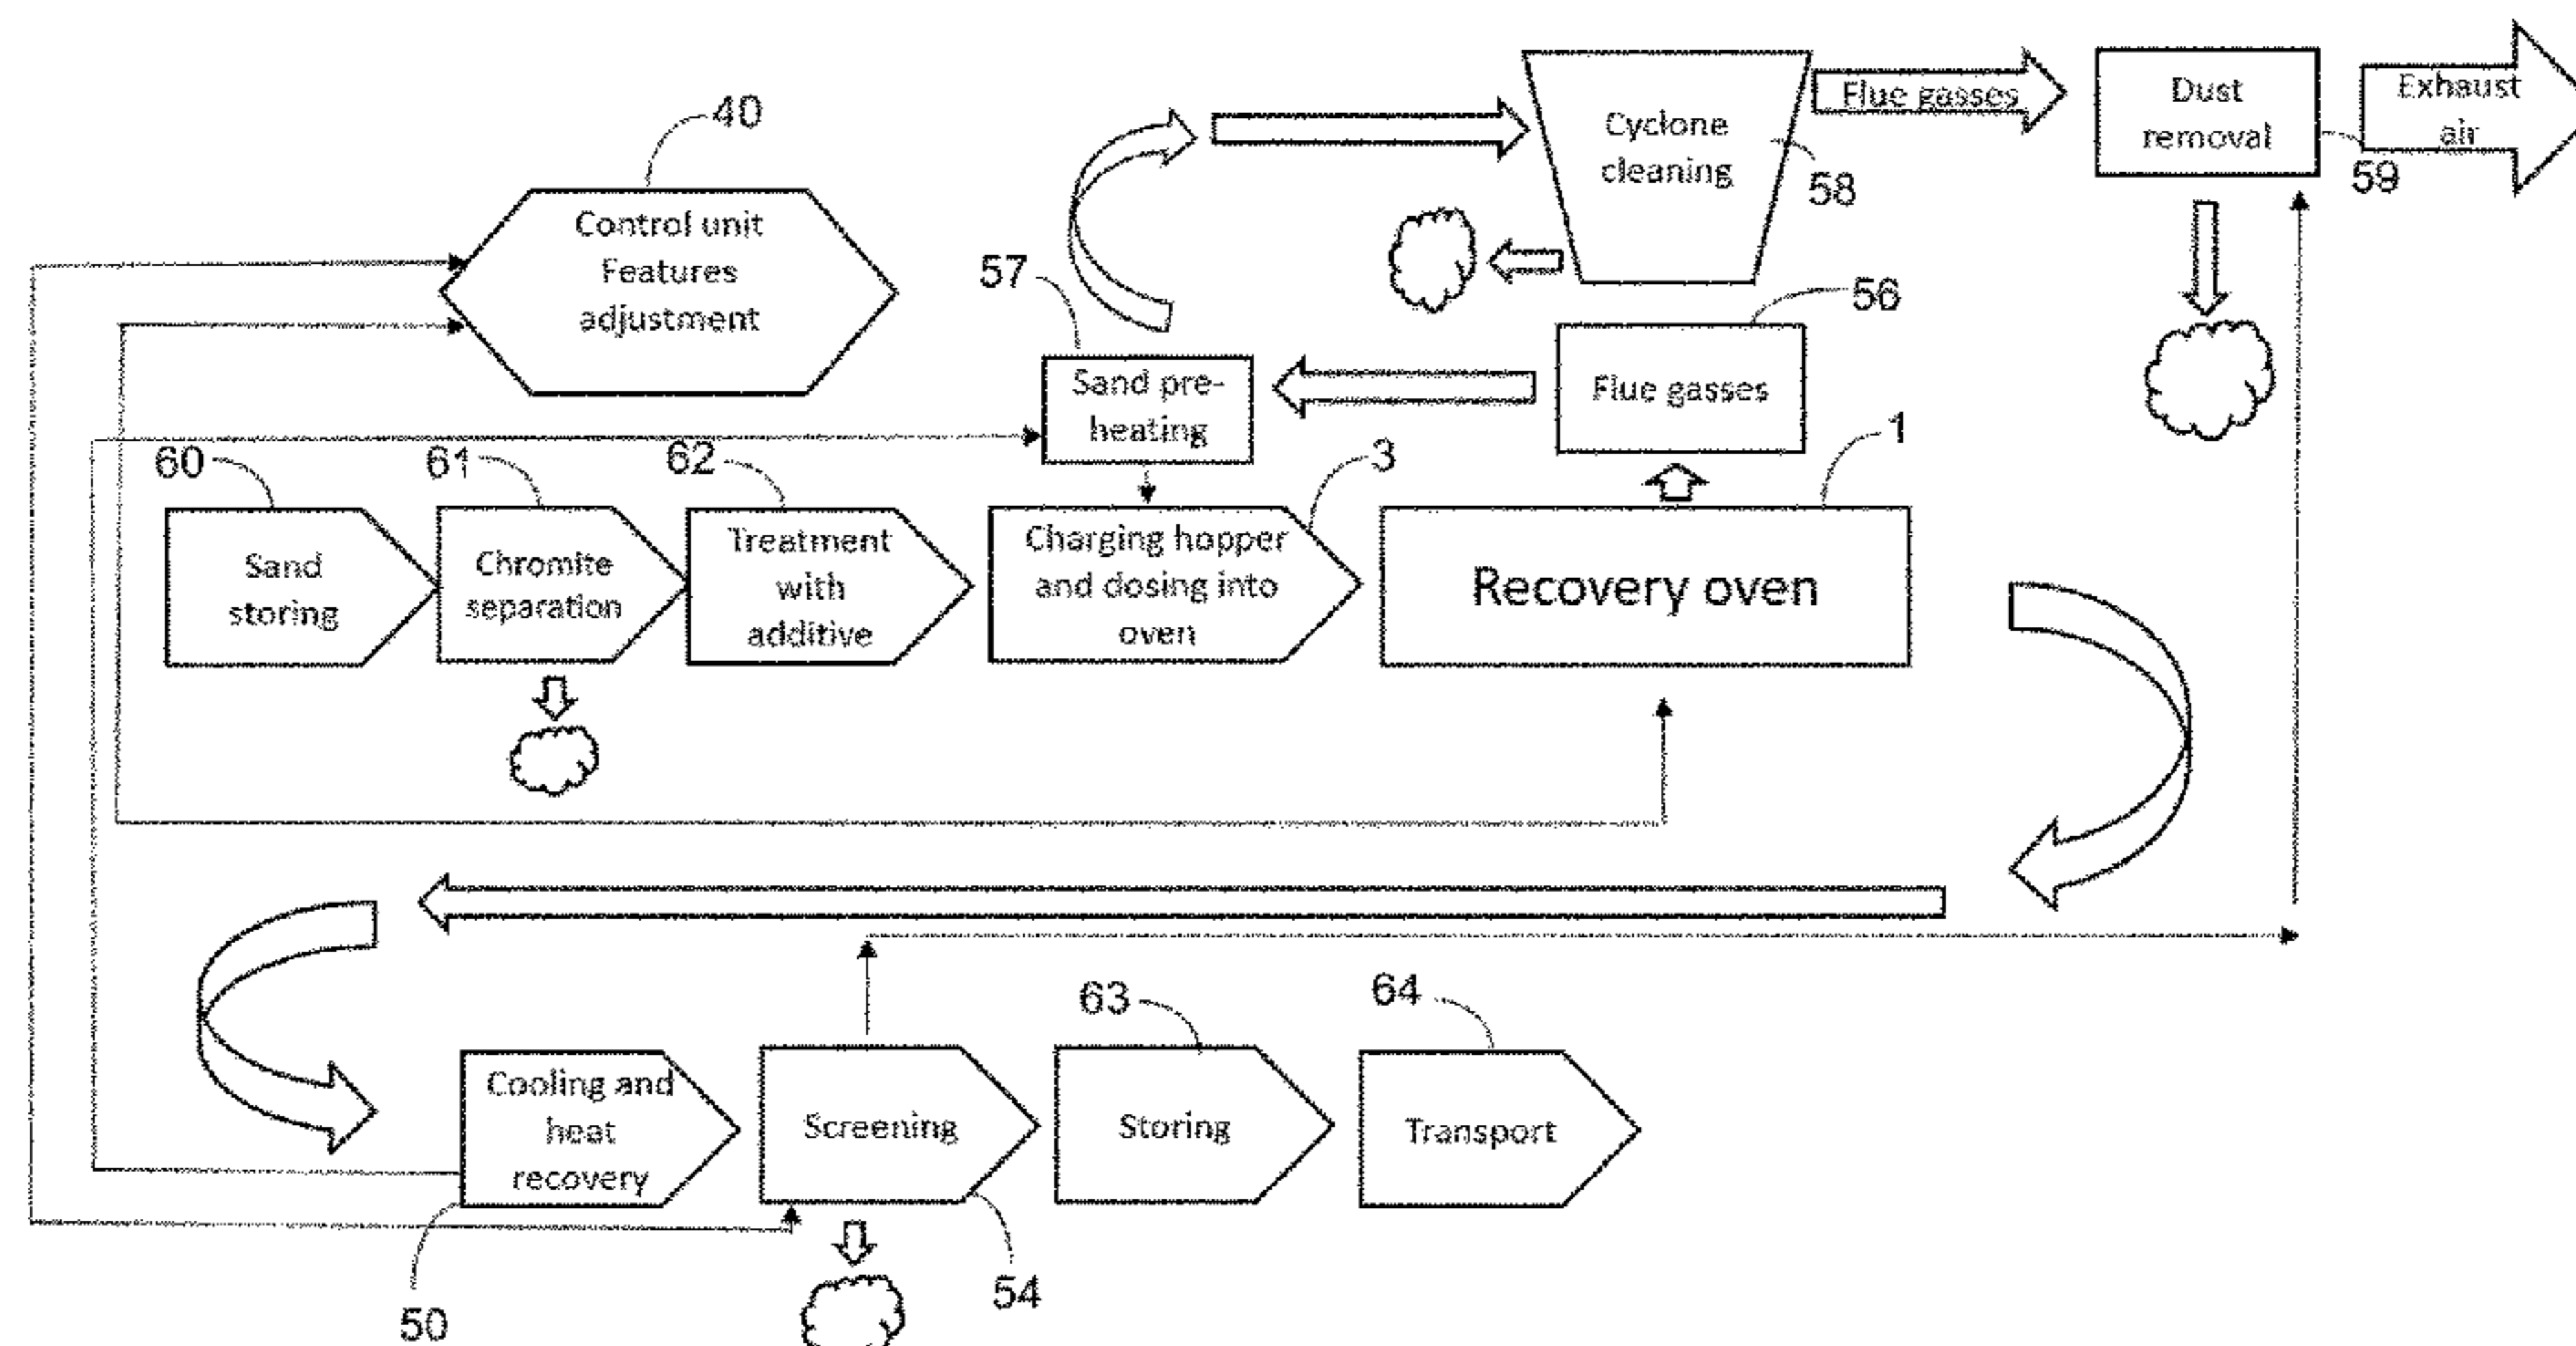 40
Control unit
Features
adjustment
57
Sand pre-
heating
Cyclone
cleaning
58
Flue gasses
Dust
removal
59
Exhaust
air
56
Flue gasses
60
Sand
storing
61
Chromite
separation
62
Treatment
with
additive
3
Charging hopper
and dosing into
oven
1
Recovery oven
50
Cooling and
heat
recovery
54
Screening
63
Storing
64
Transport